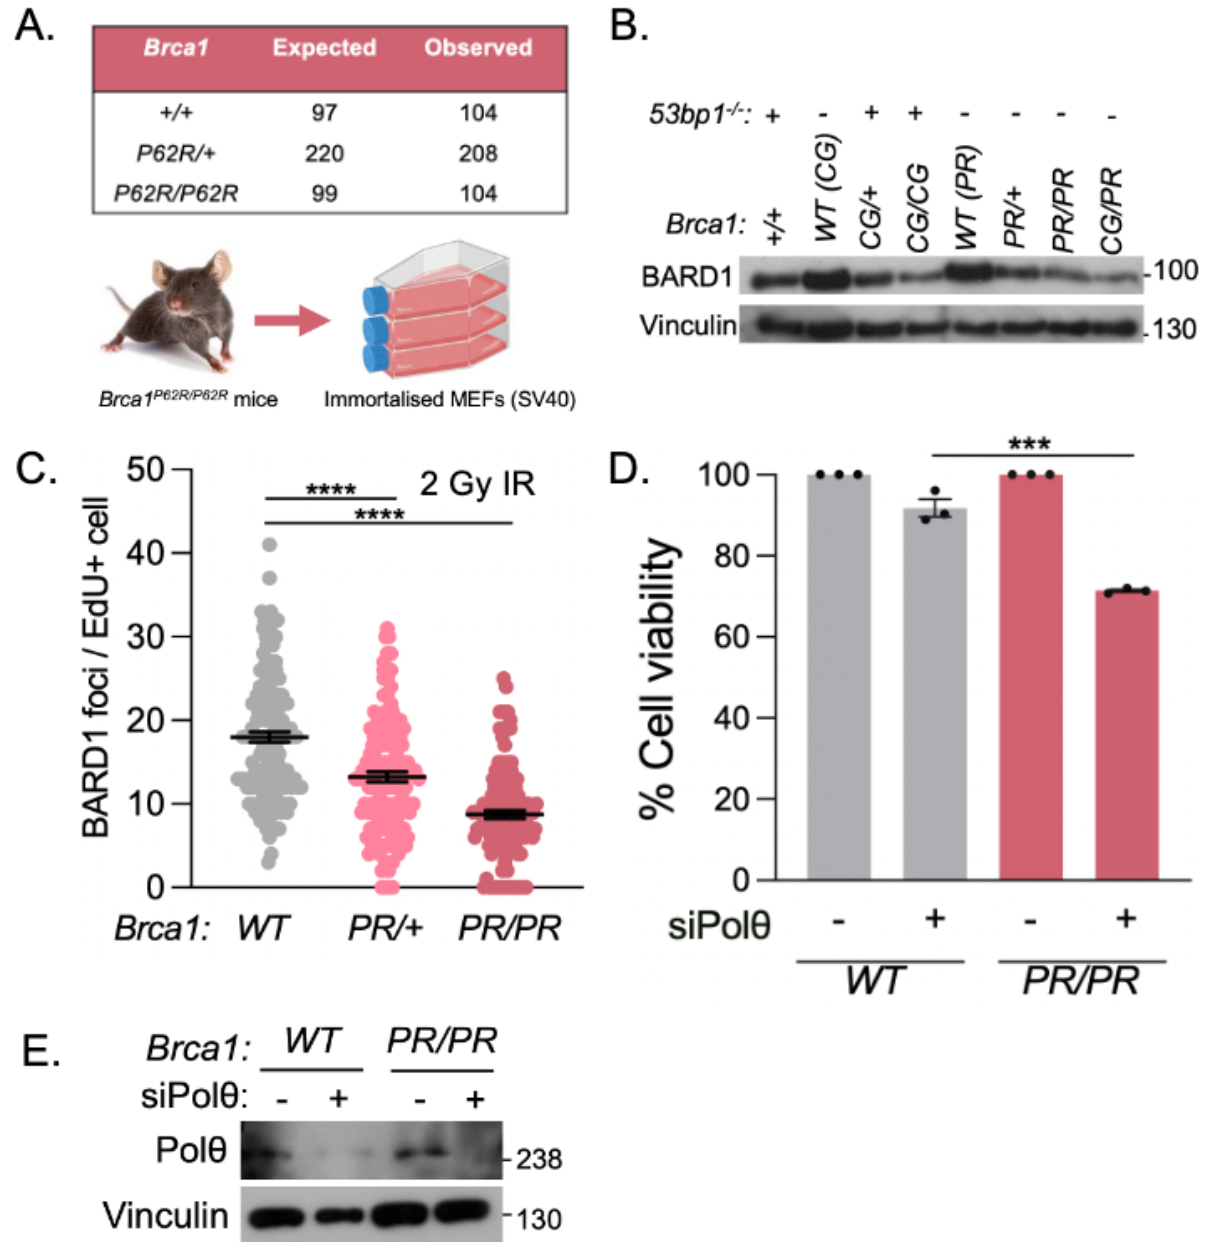 A.
Brca1 Expected Observed
+/+ 97 104
P62R/+ 220 208
P62R/P62R 99 104
Brca1P62R/P62R mice
Immortalised MEFs (SV40)
B.
53bp1-/-: + - + + - - - -
Brca1: +/+ WT (CG) CG/+ CG/CG WT (PR) PR/+ PR/PR CG/PR
BARD1 -100
Vinculin -130
C.
2 Gy IR
****
****
BARD1 foci / EdU+ cell
50
40
30
20
10
0
Brca1: WT PR/+ PR/PR
D.
***
% Cell viability
100
80
60
40
20
0
siPolθ - + - +
WT PR/PR
E.
Brca1: WT PR/PR
siPolθ: - + - +
Polθ -238
Vinculin -130